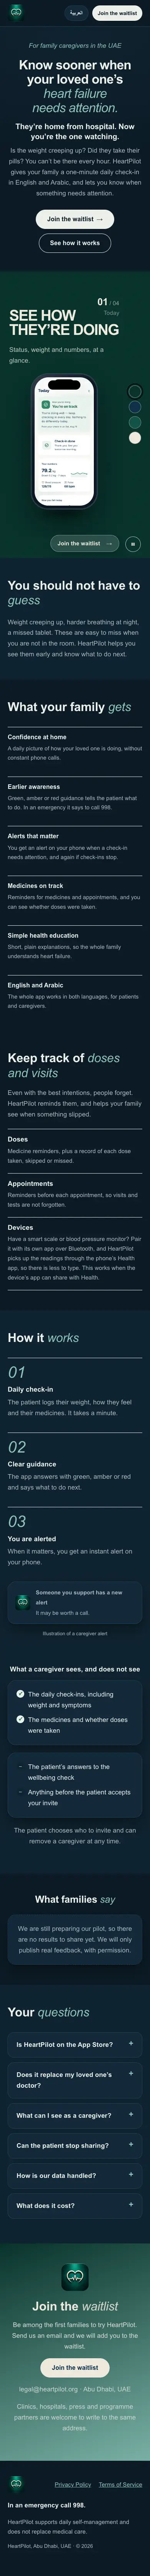 العربية
Join the waitlist
For family caregivers in the UAE
Know sooner when
your loved one's
heart failure
needs attention.
They're home from hospital. Now
you're the one watching.
Is the weight creeping up? Did they take their
pills? You can't be there every hour. HeartPilot
gives your family a one-minute daily check-in
in English and Arabic, and lets you know when
something needs attention.
Join the waitlist →
See how it works
01 / 04
Today
SEE HOW
THEY'RE DOING
Status, weight and numbers, at a
glance.
Today
You're on track
Check-in done
Your numbers
Join the waitlist →
You should not have to
guess
Weight creeping up, harder breathing at night,
a missed tablet. These are easy to miss when
you are not in the room. HeartPilot helps you
see them early and know what to do next.
What your family gets
Confidence at home
A daily picture of how your loved one is doing, without
constant phone calls.
Earlier awareness
Green, amber or red guidance tells the patient what
to do. In an emergency it says to call 998.
Alerts that matter
You get an alert on your phone when a check-in
needs attention, and again if check-ins stop.
Medicines on track
Reminders for medicines and appointments, and you
can see whether doses were taken.
Simple health education
Short, plain explanations, so the whole family
understands heart failure.
English and Arabic
The whole app works in both languages, for patients
and caregivers.
Keep track of doses
and visits
Even with the best intentions, people forget.
HeartPilot reminds them, and helps your family
see when something slipped.
Doses
Medicine reminders, plus a record of each dose
taken, skipped or missed.
Appointments
Reminders before each appointment, so visits and
tests are not forgotten.
Devices
Have a smart scale or blood pressure monitor? Pair
it with its own app over Bluetooth, and HeartPilot
picks up the readings through the phone's Health
app, so there is less to type. This works when the
device's app can share with Health.
How it works
01
Daily check-in
The patient logs their weight, how they feel
and their medicines. It takes a minute.
02
Clear guidance
The app answers with green, amber or red
and says what to do next.
03
You are alerted
When it matters, you get an instant alert on
your phone.
Someone you support has a new
alert
It may be worth a call.
Illustration of a caregiver alert
What a caregiver sees, and does not see
The daily check-ins, including
weight and symptoms
The medicines and whether doses
were taken
The patient's answers to the
wellbeing check
Anything before the patient accepts
your invite
The patient chooses who to invite and can
remove a caregiver at any time.
What families say
We are still preparing our pilot, so there
are no results to share yet. We will only
publish real feedback, with permission.
Your questions
Is HeartPilot on the App Store? +
Does it replace my loved one's
doctor? +
What can I see as a caregiver? +
Can the patient stop sharing? +
How is our data handled? +
What does it cost? +
Join the waitlist
Be among the first families to try HeartPilot.
Send us an email and we will add you to the
waitlist.
Join the waitlist
legal@heartpilot.org · Abu Dhabi, UAE
Clinics, hospitals, press and programme
partners are welcome to write to the same
address.
Privacy Policy Terms of Service
In an emergency call 998.
HeartPilot supports daily self-management and
does not replace medical care.
HeartPilot, Abu Dhabi, UAE · © 2026